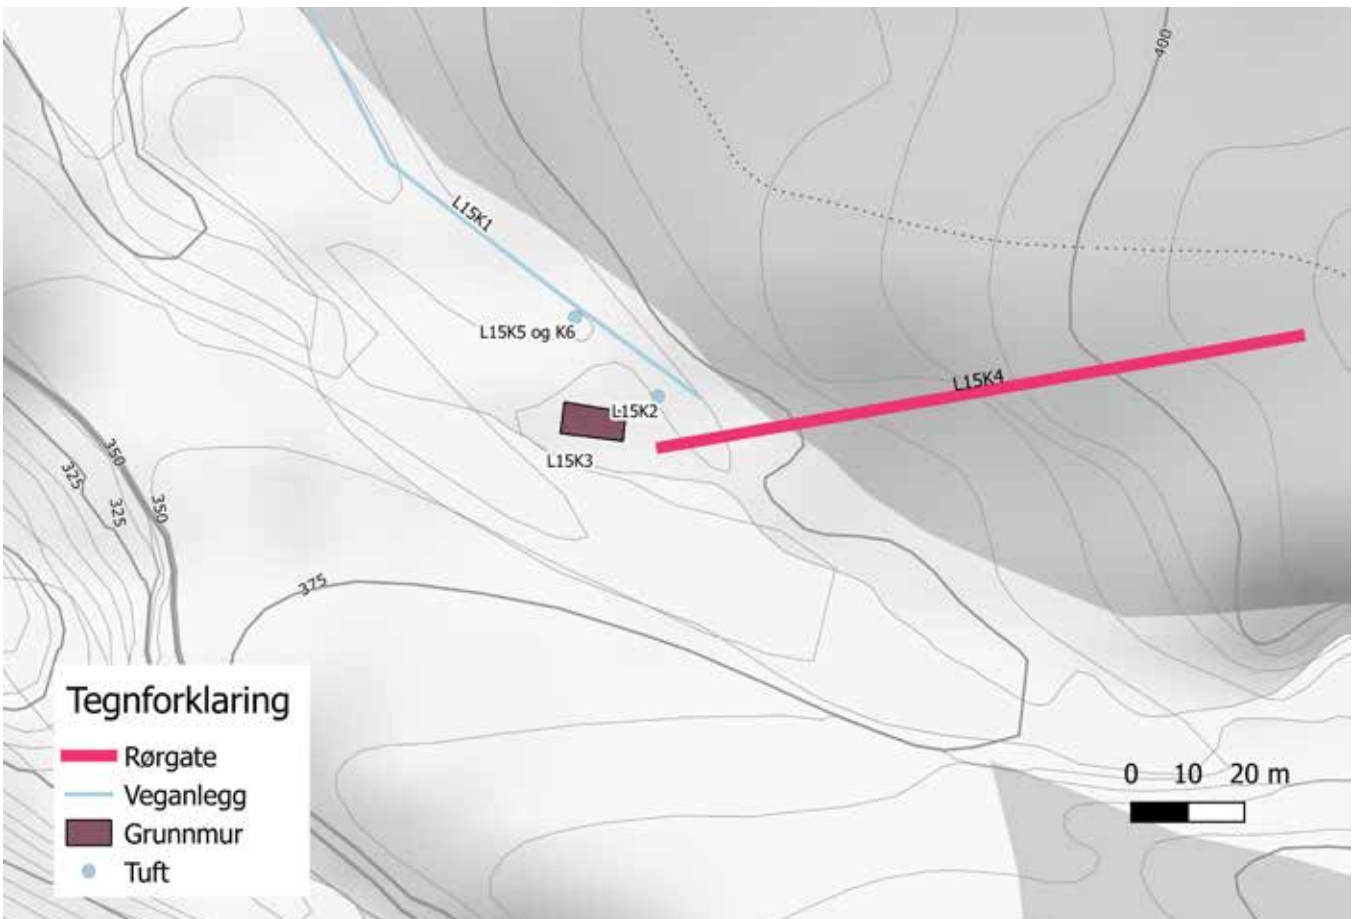 400
L15K1
L15K5 og K6
L15K4
L15K2
L15K3
350
325
325
350
375
Tegnforklaring
Rørgate
Veganlegg
Grunnmur
Tuft
0 10 20 m